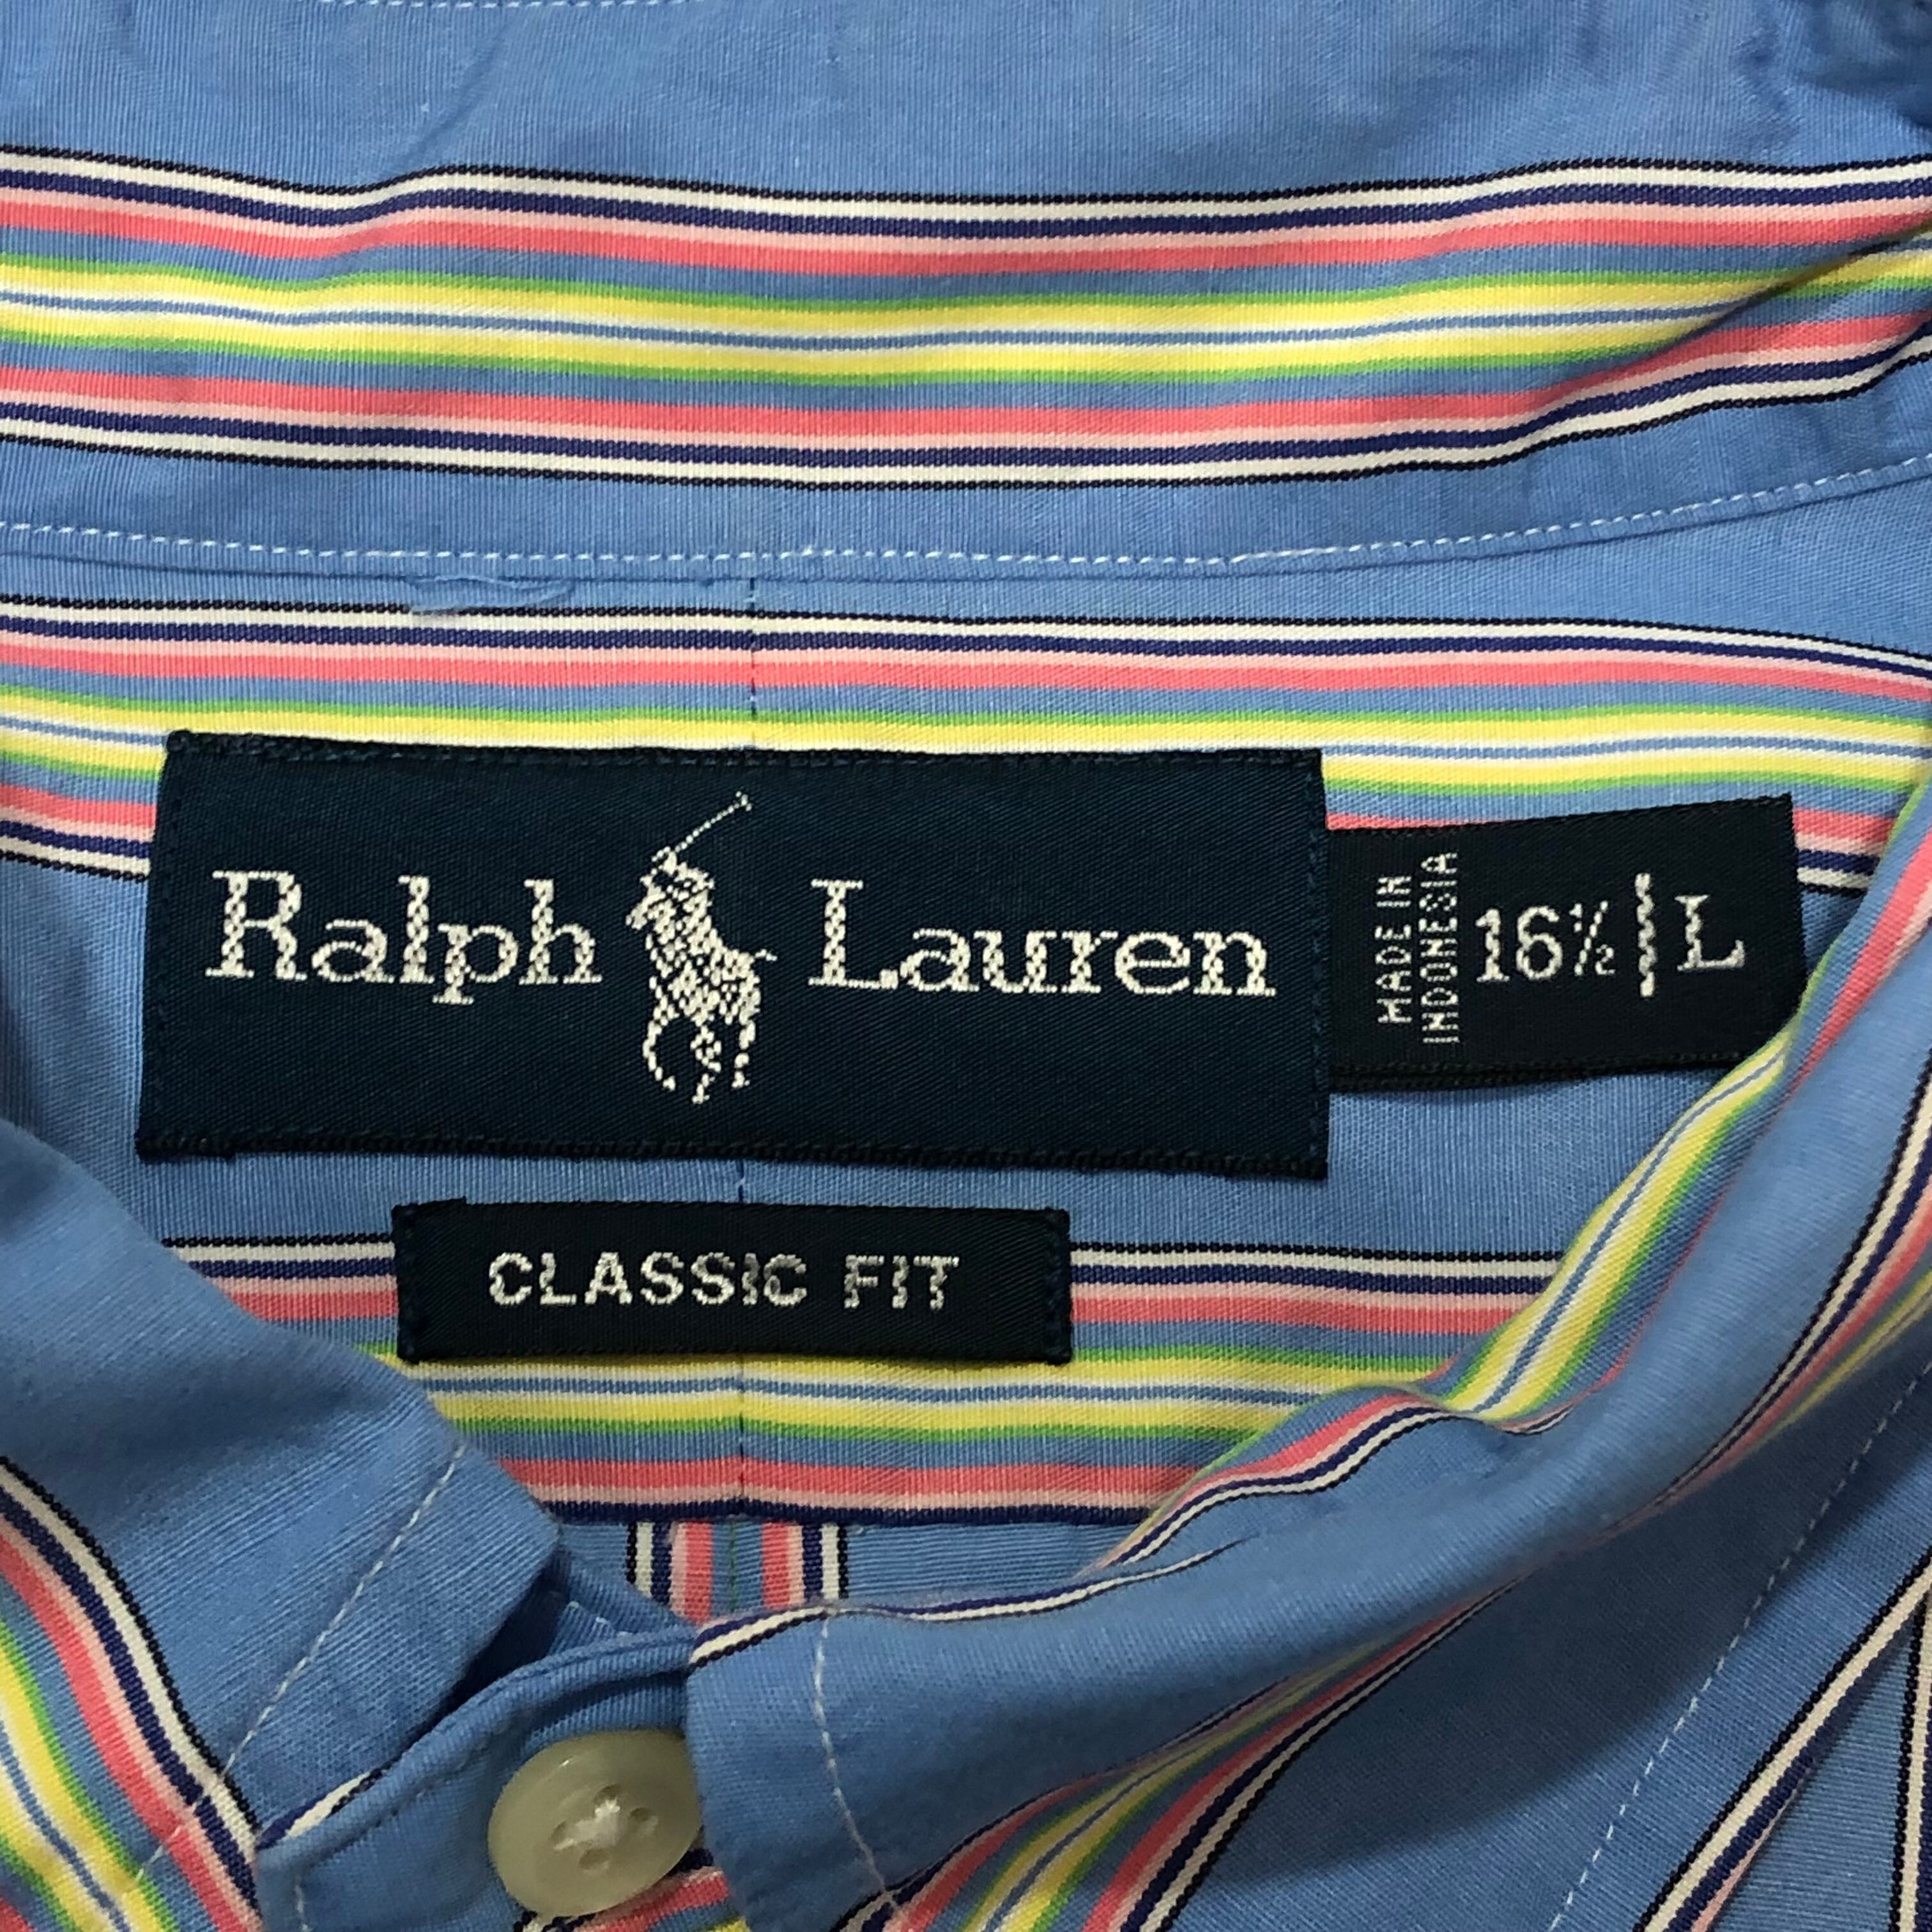 Ralph Lauren
MADE IN
INDONESIA
16½ | L
CLASSIC FIT